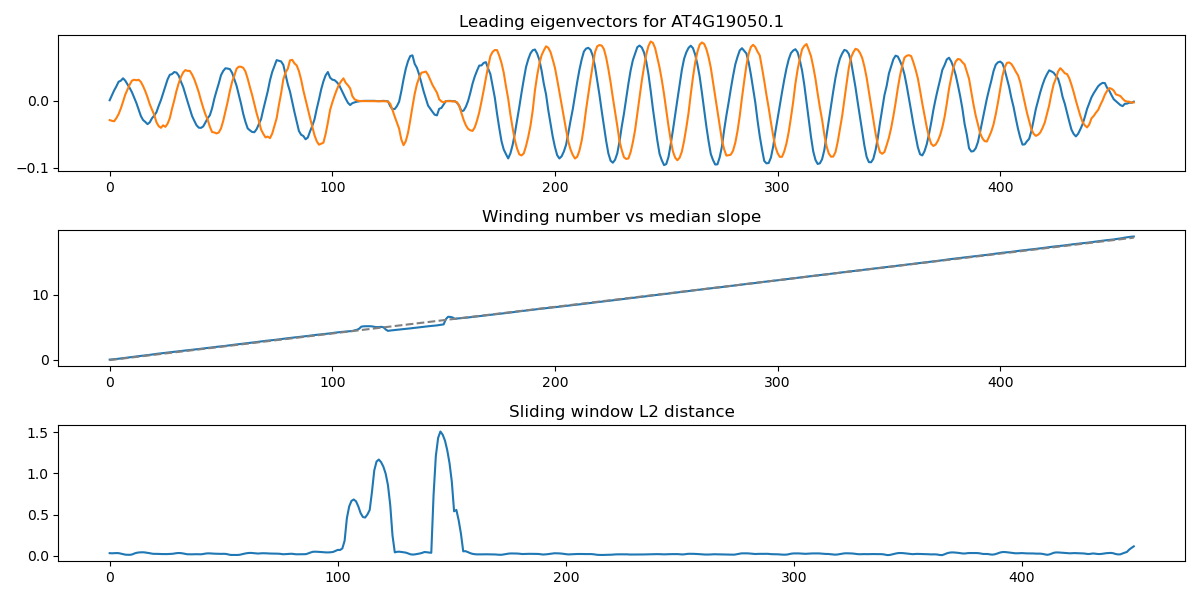 Leading eigenvectors for AT4G19050.1
0.0
−0.1
0 100 200 300 400
Winding number vs median slope
10
0
0 100 200 300 400
Sliding window L2 distance
1.5
1.0
0.5
0.0
0 100 200 300 400